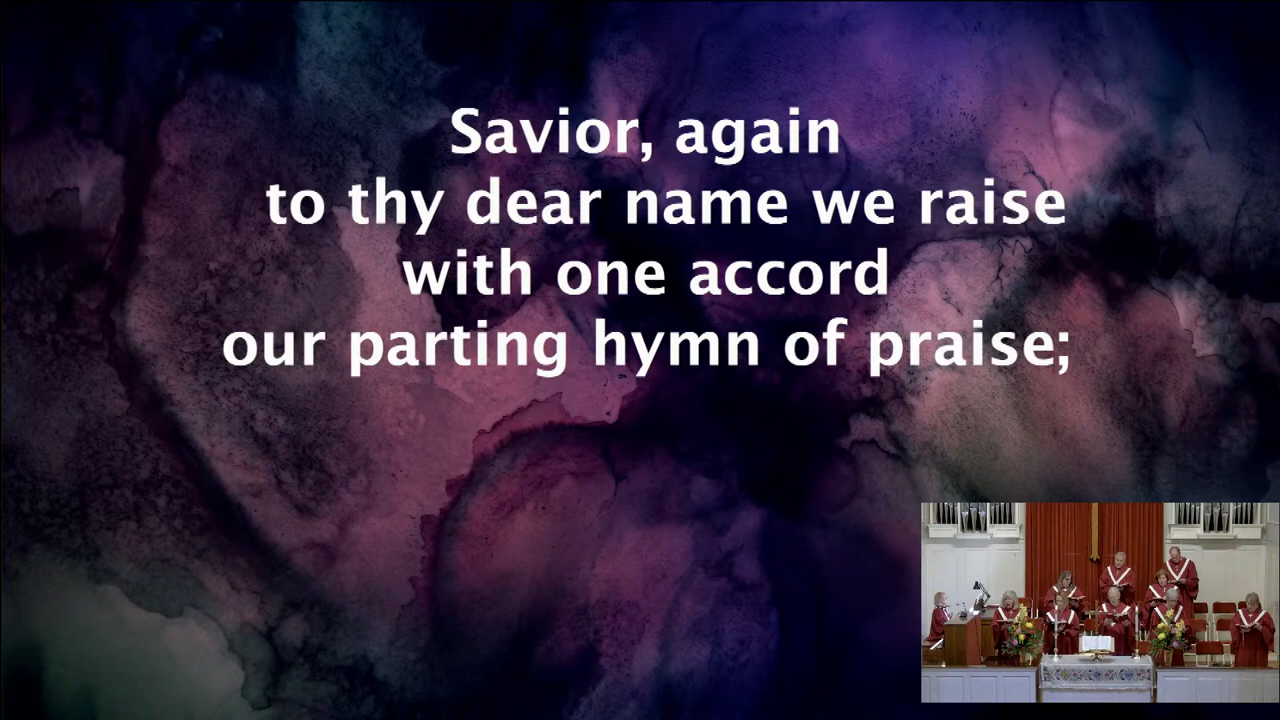 Savior, again
to thy dear name we raise
with one accord
our parting hymn of praise;